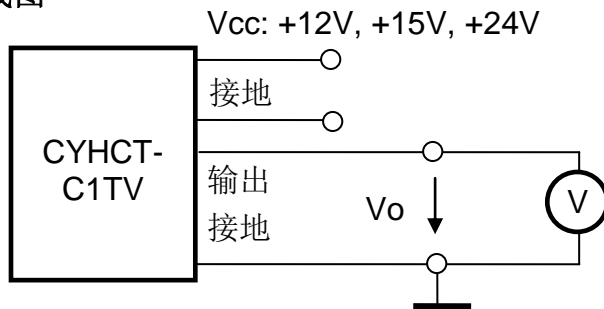 Vcc: +12V, +15V, +24V
接地
CYHCT-
C1TV
输出
Vo
V
接地